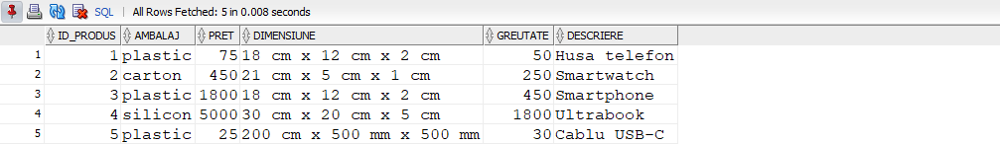 SQL | All Rows Fetched: 5 in 0.008 seconds
ID_PRODUS AMBALAJ PRET DIMENSIUNE GREUTATE DESCRIERE
1 1 plastic 75 18 cm x 12 cm x 2 cm 50 Husa telefon
2 2 carton 450 21 cm x 5 cm x 1 cm 250 Smartwatch
3 3 plastic 1800 18 cm x 12 cm x 2 cm 450 Smartphone
4 4 silicon 5000 30 cm x 20 cm x 5 cm 1800 Ultrabook
5 5 plastic 25 200 cm x 500 mm x 500 mm 30 Cablu USB-C